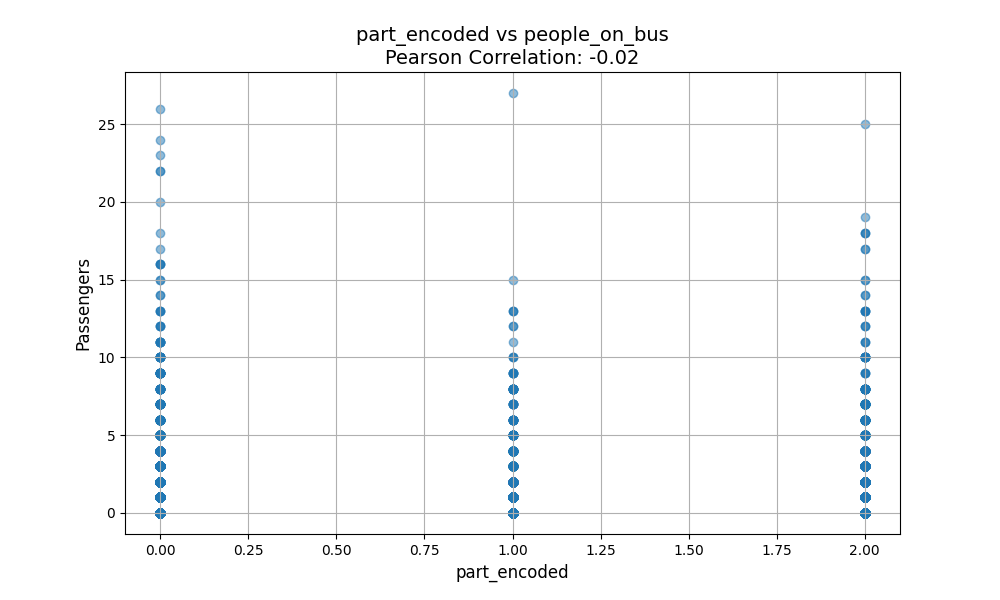 part_encoded vs people_on_bus
Pearson Correlation: -0.02
Passengers
25
20
15
10
5
0
0.00 0.25 0.50 0.75 1.00 1.25 1.50 1.75 2.00
part_encoded